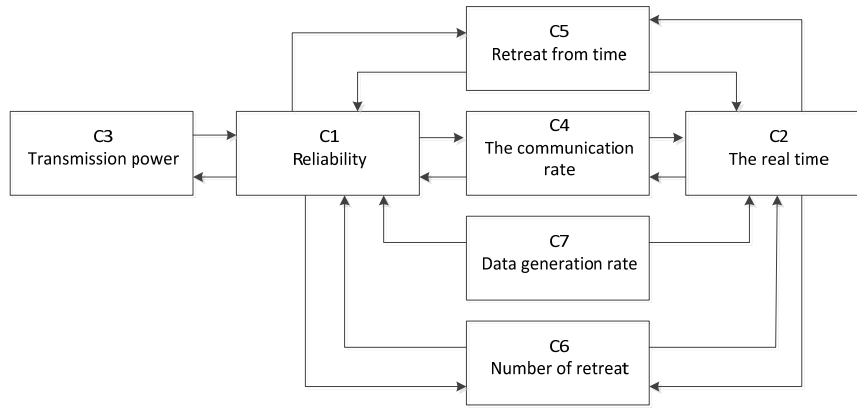 C5
Retreat from time
C3
Transmission power
C1
Reliability
C4
The communication
rate
C2
The real time
C7
Data generation rate
C6
Number of retreat